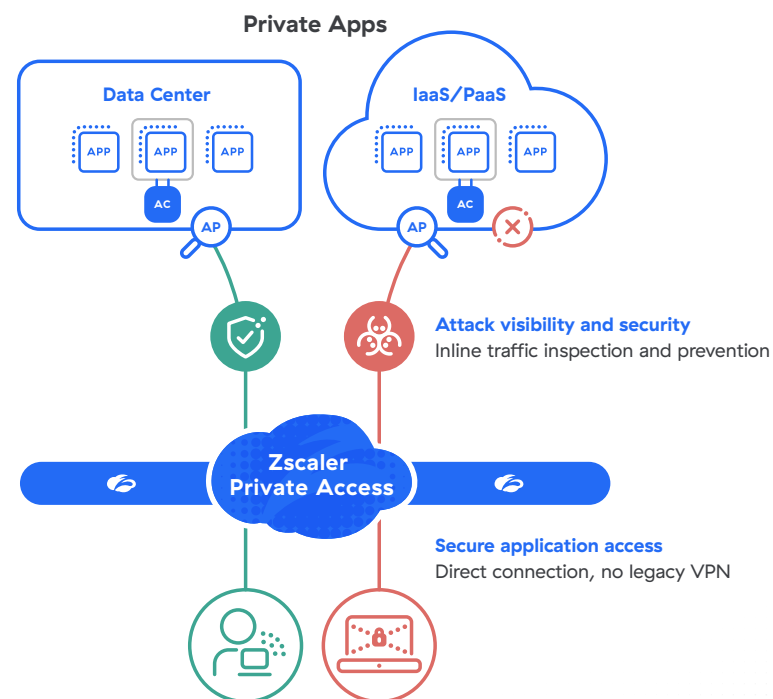 Private Apps
Data Center
IaaS/PaaS
APP
APP
APP
APP
APP
APP
AC
AC
AP
AP
Attack visibility and security
Inline traffic inspection and prevention
Zscaler
Private Access
Secure application access
Direct connection, no legacy VPN